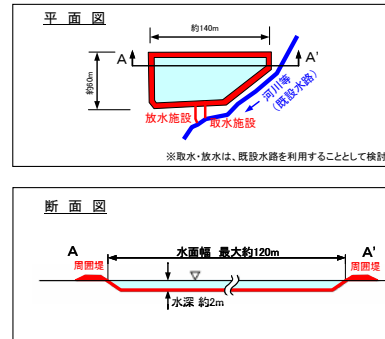 平 面 図
約140m
A
A'
約60m
河川等
(既設水路)
放水施設
取水施設
※取水・放水は、既設水路を利用することとして検討
断 面 図
A
水面幅 最大約120m
A'
周囲堤
周囲堤
水深 約2m